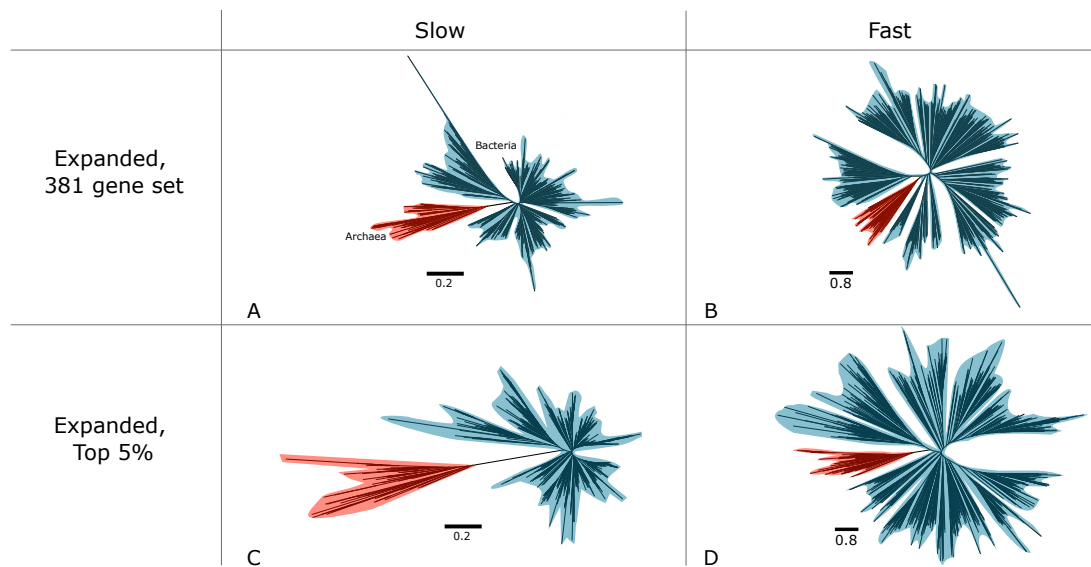 Slow
Fast
Expanded,
381 gene set
Bacteria
Archaea
0.2
A
0.8
B
Expanded,
Top 5%
0.2
C
0.8
D